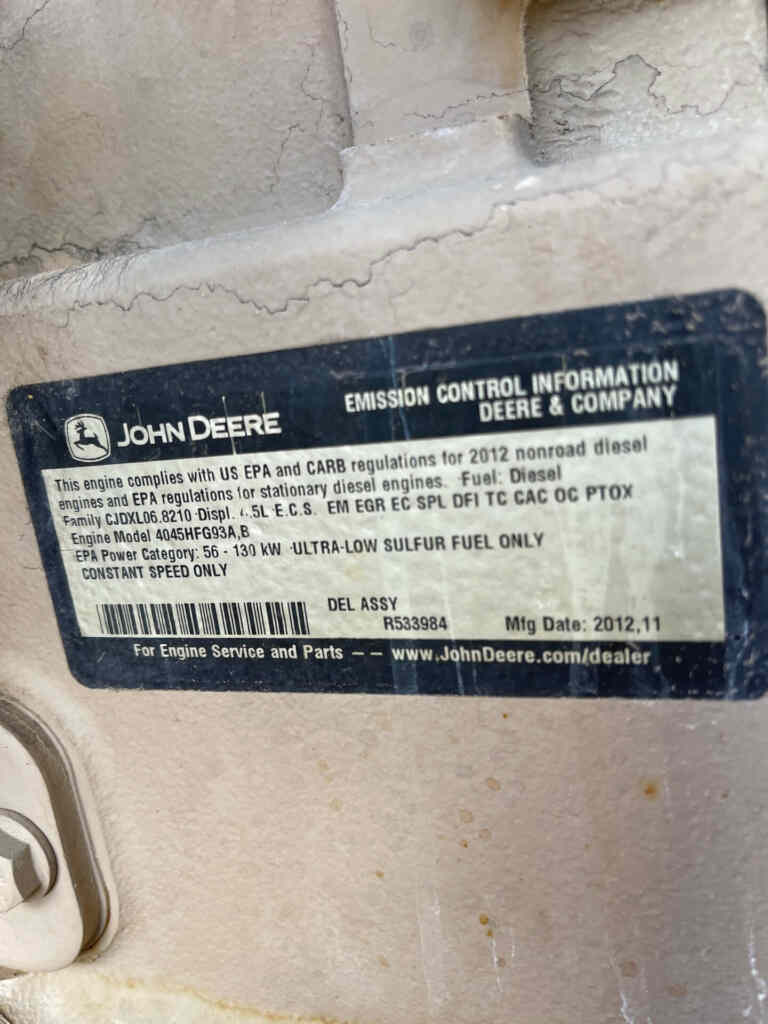 JOHN DEERE
EMISSION CONTROL INFORMATION
DEERE & COMPANY
This engine complies with US EPA and CARB regulations for 2012 nonroad diesel
engines and EPA regulations for stationary diesel engines. Fuel: Diesel
Family CJDXL06.8210 Displ. .5L E.C.S. EM EGR EC SPL DFI TC CAC OC PTOX
Engine Model 4045HFG93A,B
EPA Power Category: 56 - 130 kW ULTRA-LOW SULFUR FUEL ONLY
CONSTANT SPEED ONLY
DEL ASSY
R533984 Mfg Date: 2012,11
For Engine Service and Parts -- www.JohnDeere.com/dealer